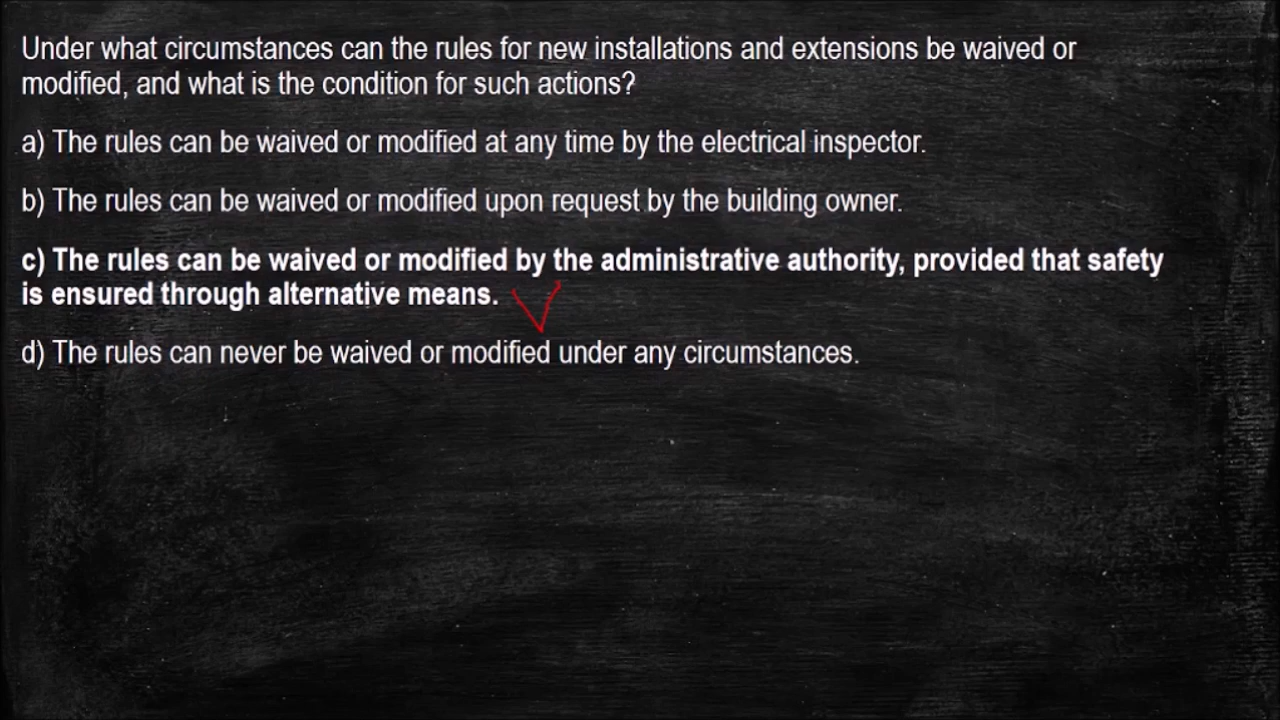 Under what circumstances can the rules for new installations and extensions be waived or
modified, and what is the condition for such actions?
a) The rules can be waived or modified at any time by the electrical inspector.
b) The rules can be waived or modified upon request by the building owner.
c) The rules can be waived or modified by the administrative authority, provided that safety
is ensured through alternative means.
d) The rules can never be waived or modified under any circumstances.